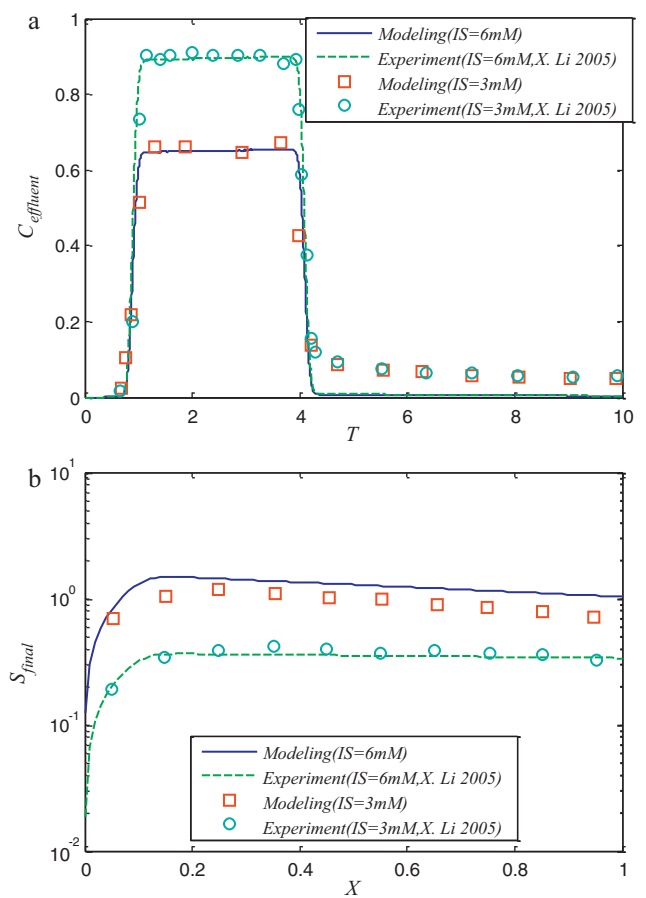 a
Modeling(IS=6mM)
Experiment(IS=6mM,X. Li 2005)
Modeling(IS=3mM)
Experiment(IS=3mM,X. Li 2005)
1
0.8
0.6
0.4
0.2
0
C effluent
0 2 4 6 8 10
T
b
10^1
10^0
10^-1
10^-2
S final
Modeling(IS=6mM)
Experiment(IS=6mM,X. Li 2005)
Modeling(IS=3mM)
Experiment(IS=3mM,X. Li 2005)
0 0.2 0.4 0.6 0.8 1
X